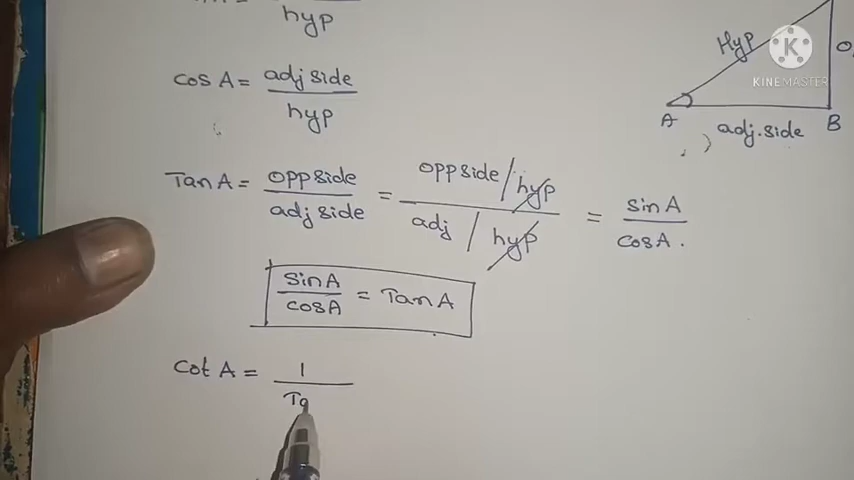 hyp
cos A = adj side / hyp
Tan A = opp side / adj side = opp side / hyp / adj / hyp = sin A / cos A .
sin A / cos A = Tan A
cot A = 1 / Ta
Hyp
KINEMASTER
A adj. side B